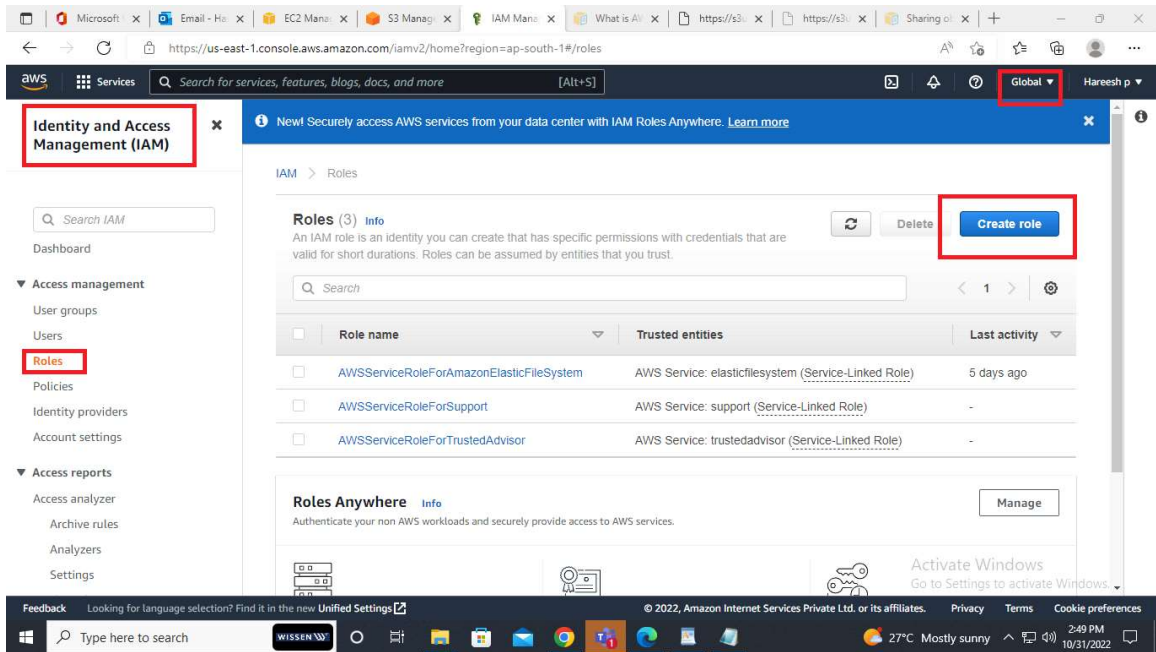 Microsoft
Email - Ha
EC2 Mana
S3 Manag
IAM Mana
What is A
https://s3
https://s3
Sharing o
https://us-east-1.console.aws.amazon.com/iamv2/home?region=ap-south-1#/roles
aws
Services
Search for services, features, blogs, docs, and more
[Alt+S]
Global
Hareesh p
Identity and Access
Management (IAM)
New! Securely access AWS services from your data center with IAM Roles Anywhere. Learn more
IAM > Roles
Search IAM
Dashboard
Access management
User groups
Users
Roles
Policies
Identity providers
Account settings
Access reports
Access analyzer
Archive rules
Analyzers
Settings
Roles (3) Info
An IAM role is an identity you can create that has specific permissions with credentials that are
valid for short durations. Roles can be assumed by entities that you trust.
Delete
Create role
Search
1
Role name Trusted entities Last activity
AWSServiceRoleForAmazonElasticFileSystem AWS Service: elasticfilesystem (Service-Linked Role) 5 days ago
AWSServiceRoleForSupport AWS Service: support (Service-Linked Role) -
AWSServiceRoleForTrustedAdvisor AWS Service: trustedadvisor (Service-Linked Role) -
Roles Anywhere Info
Authenticate your non AWS workloads and securely provide access to AWS services.
Manage
Activate Windows
Go to Settings to activate Windows.
Feedback Looking for language selection? Find it in the new Unified Settings
© 2022, Amazon Internet Services Private Ltd. or its affiliates. Privacy Terms Cookie preferences
Type here to search
WISSEN
27°C Mostly sunny
2:49 PM
10/31/2022